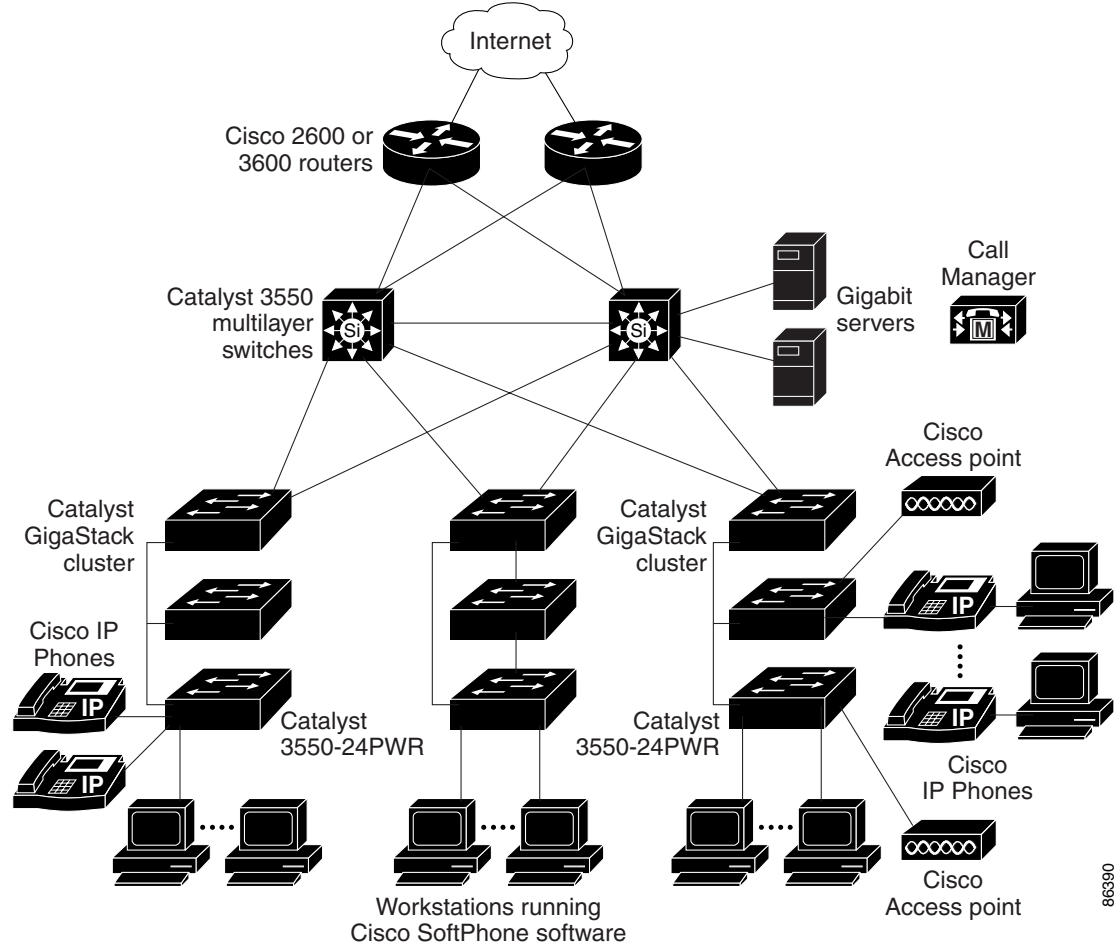 Internet
Cisco 2600 or
3600 routers
Catalyst 3550
multilayer
switches
Si
Si
Gigabit
servers
Call
Manager
M
Cisco
Access point
Catalyst
GigaStack
cluster
Catalyst
GigaStack
cluster
IP
Cisco IP
Phones
IP
IP
IP
Catalyst
3550-24PWR
Catalyst
3550-24PWR
Cisco
IP Phones
Workstations running
Cisco SoftPhone software
Cisco
Access point
86390